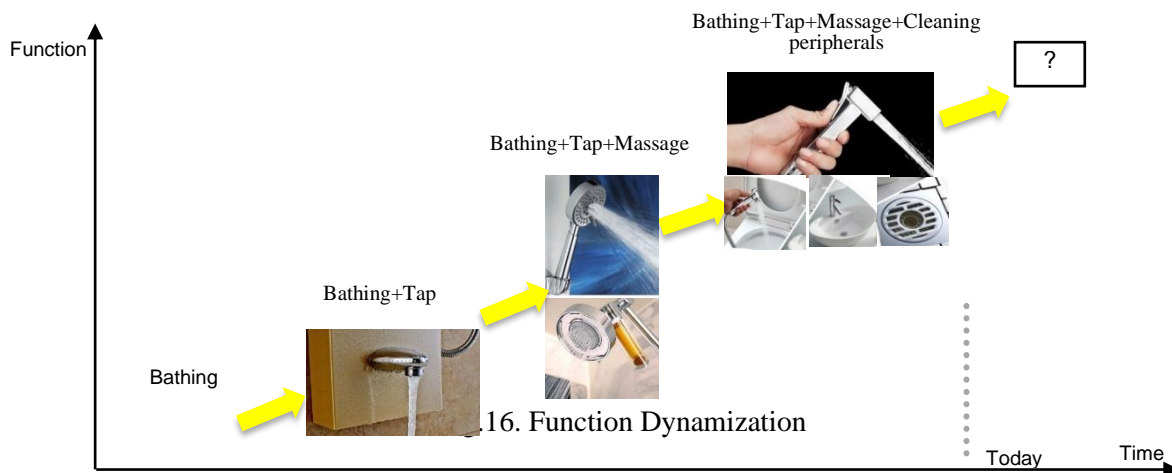 Bathing+Tap+Massage+Cleaning
peripherals
Function
?
Bathing+Tap+Massage
Bathing+Tap
Bathing
.16. Function Dynamization
Today
Time